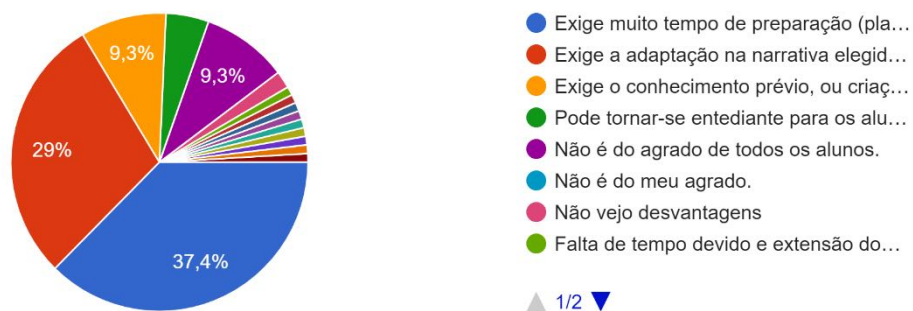 9,3%
9,3%
29%
37,4%
Exige muito tempo de preparação (pla…
Exige a adaptação na narrativa elegid…
Exige o conhecimento prévio, ou criaç…
Pode tornar-se entediante para os alu…
Não é do agrado de todos os alunos.
Não é do meu agrado.
Não vejo desvantagens
Falta de tempo devido e extensão do…
1/2